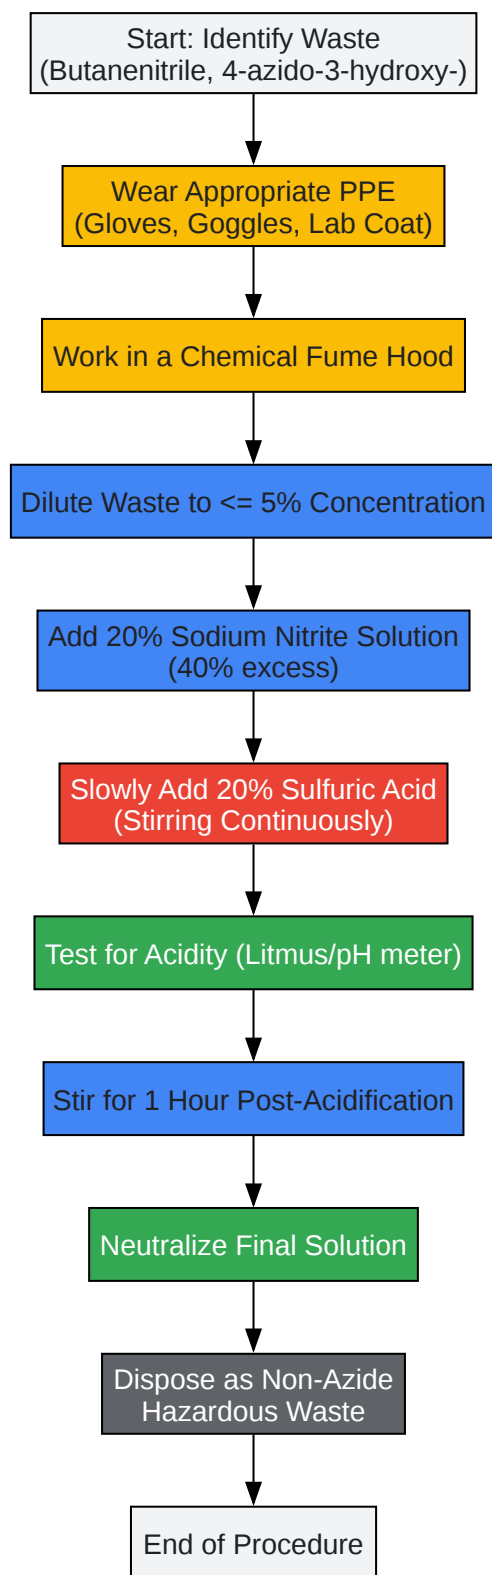 Start: Identify Waste
(Butanenitrile, 4-azido-3-hydroxy-)
Wear Appropriate PPE
(Gloves, Goggles, Lab Coat)
Work in a Chemical Fume Hood
Dilute Waste to <= 5% Concentration
Add 20% Sodium Nitrite Solution
(40% excess)
Slowly Add 20% Sulfuric Acid
(Stirring Continuously)
Test for Acidity (Litmus/pH meter)
Stir for 1 Hour Post-Acidification
Neutralize Final Solution
Dispose as Non-Azide
Hazardous Waste
End of Procedure